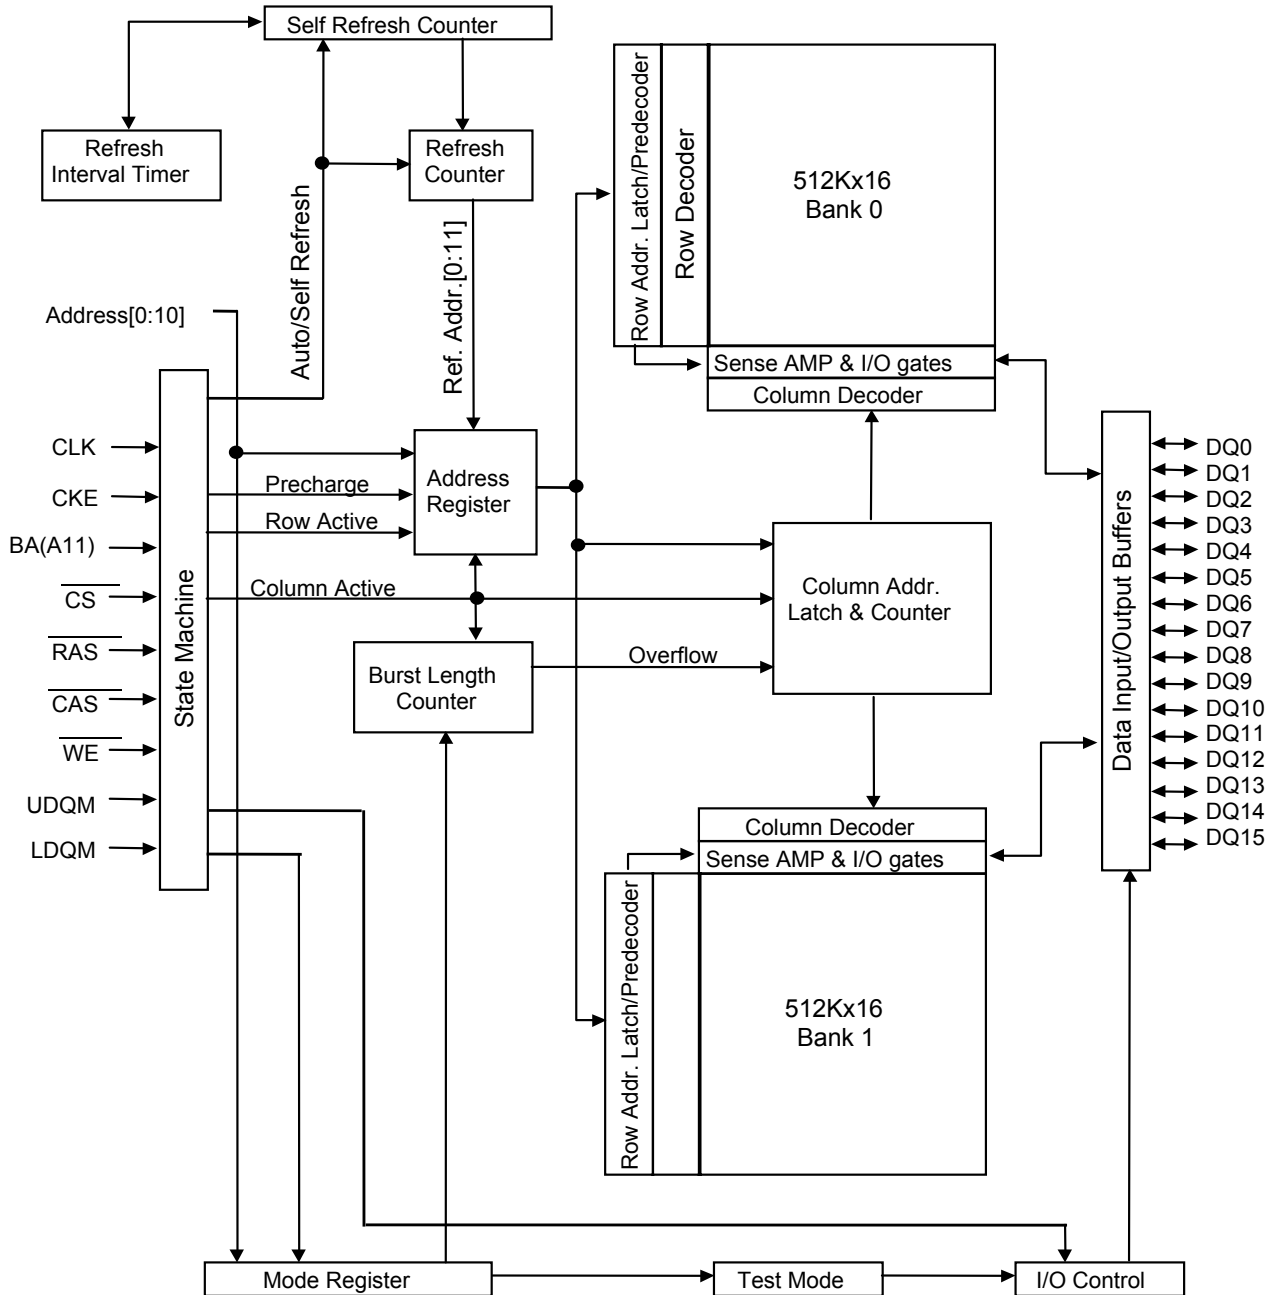 Self Refresh Counter
Refresh
Interval Timer
Refresh
Counter
Auto/Self Refresh
Ref. Addr.[0:11]
Row Addr. Latch/Predecoder
Row Decoder
512Kx16
Bank 0
Sense AMP & I/O gates
Column Decoder
Address[0:10]
CLK
CKE
BA(A11)
CS
RAS
CAS
WE
UDQM
LDQM
State Machine
Precharge
Row Active
Column Active
Address
Register
Burst Length
Counter
Overflow
Column Addr.
Latch & Counter
Data Input/Output Buffers
DQ0
DQ1
DQ2
DQ3
DQ4
DQ5
DQ6
DQ7
DQ8
DQ9
DQ10
DQ11
DQ12
DQ13
DQ14
DQ15
Column Decoder
Sense AMP & I/O gates
Row Addr. Latch/Predecoder
512Kx16
Bank 1
Mode Register
Test Mode
I/O Control